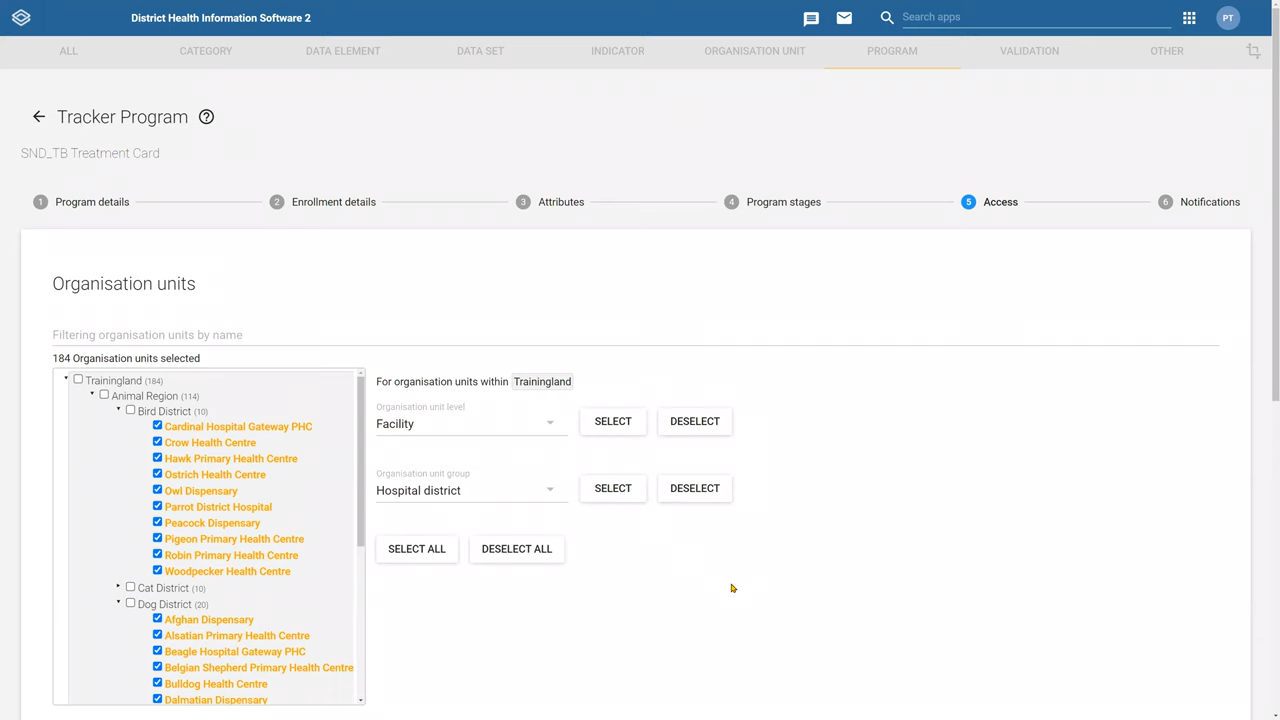 District Health Information Software 2
Search apps
PT
ALL CATEGORY DATA ELEMENT DATA SET INDICATOR ORGANISATION UNIT PROGRAM VALIDATION OTHER
Tracker Program
SND_TB Treatment Card
1 Program details 2 Enrollment details 3 Attributes 4 Program stages 5 Access 6 Notifications
Organisation units
Filtering organisation units by name
184 Organisation units selected
Trainingland (184)
Animal Region (114)
Bird District (10)
Cardinal Hospital Gateway PHC
Crow Health Centre
Hawk Primary Health Centre
Ostrich Health Centre
Owl Dispensary
Parrot District Hospital
Peacock Dispensary
Pigeon Primary Health Centre
Robin Primary Health Centre
Woodpecker Health Centre
Cat District (10)
Dog District (20)
Afghan Dispensary
Alsatian Primary Health Centre
Beagle Hospital Gateway PHC
Belgian Shepherd Primary Health Centre
Bulldog Health Centre
Dalmatian Dispensary
For organisation units within Trainingland
Organisation unit level
Facility SELECT DESELECT
Organisation unit group
Hospital district SELECT DESELECT
SELECT ALL DESELECT ALL